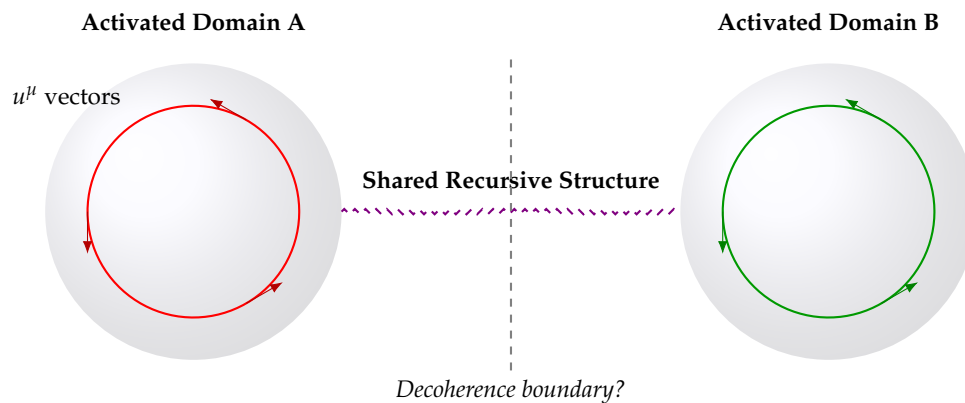 Activated Domain A
Activated Domain B
u^μ vectors
Shared Recursive Structure
Decoherence boundary?